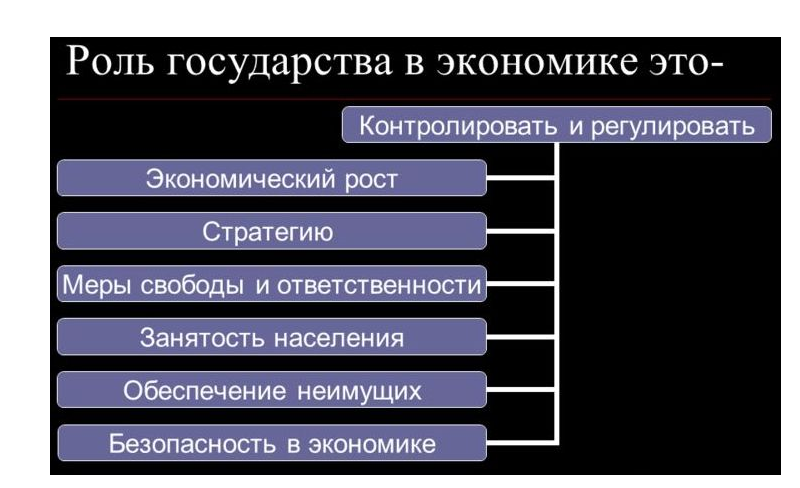 Роль государства в экономике это-
Контролировать и регулировать
Экономический рост
Стратегию
Меры свободы и ответственности
Занятость населения
Обеспечение неимущих
Безопасность в экономике